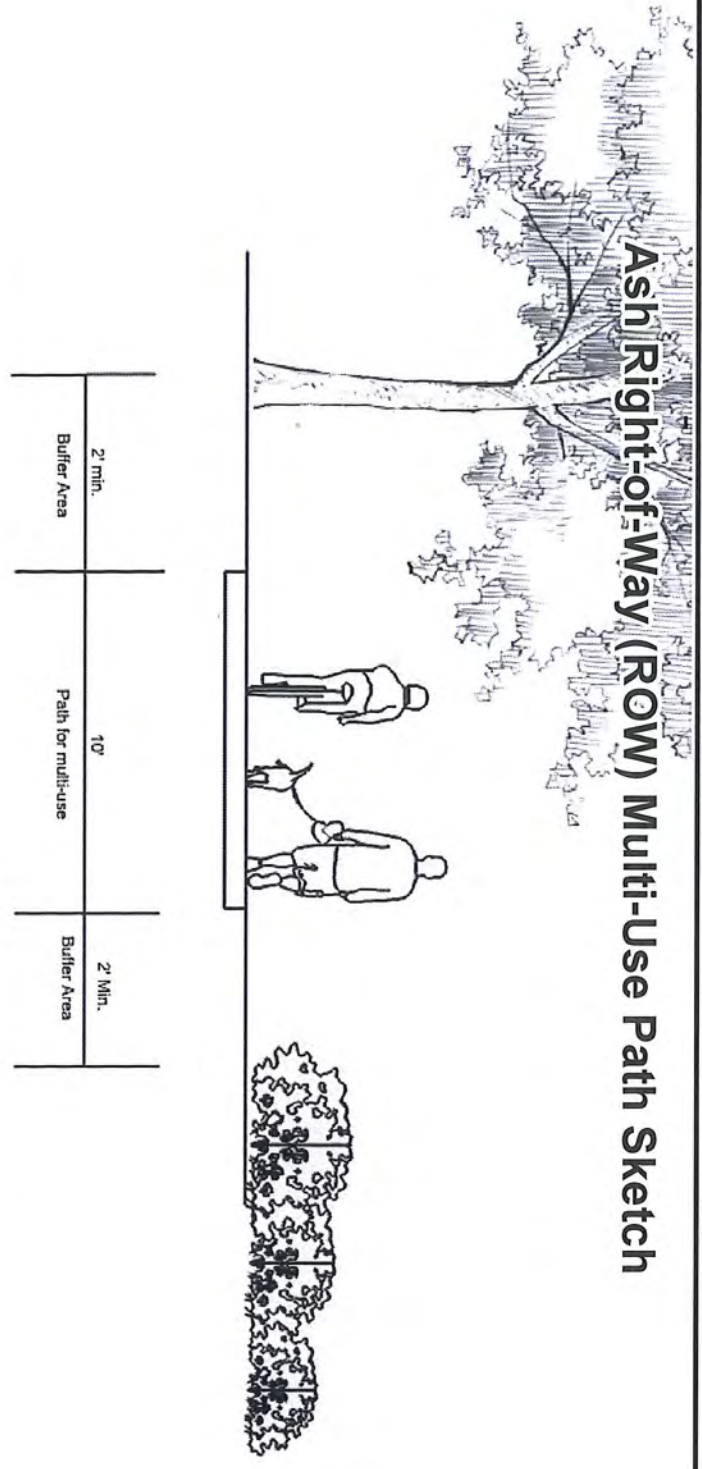 Ash Right-of-Way (ROW) Multi-Use Path Sketch
2' min.
Buffer Area
10'
Path for multi-use
2' Min.
Buffer Area